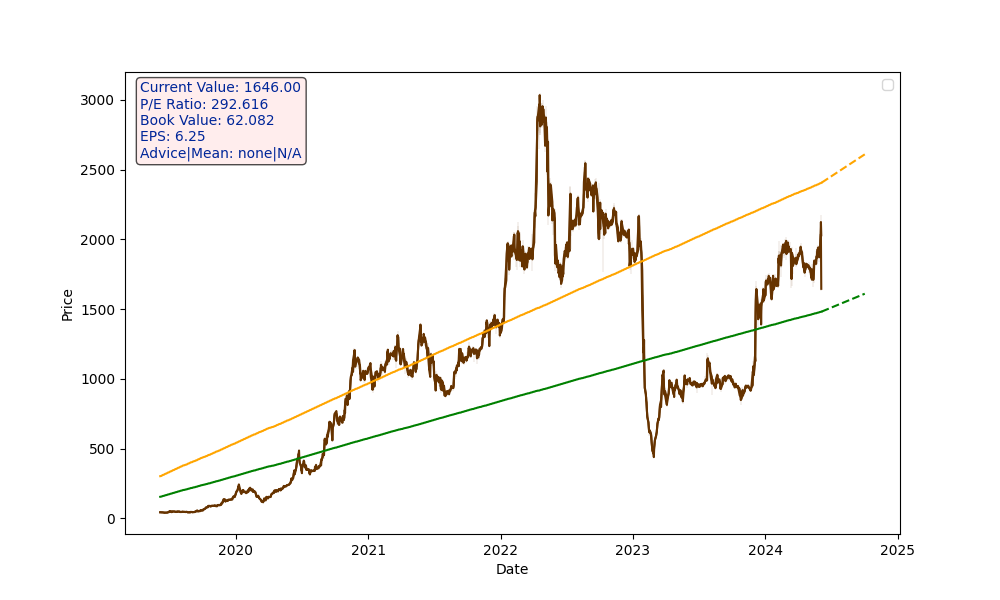 Current Value: 1646.00
P/E Ratio: 292.616
Book Value: 62.082
EPS: 6.25
Advice|Mean: none|N/A
3000
2500
2000
1500
1000
500
0
Price
2020
2021
2022
2023
2024
2025
Date